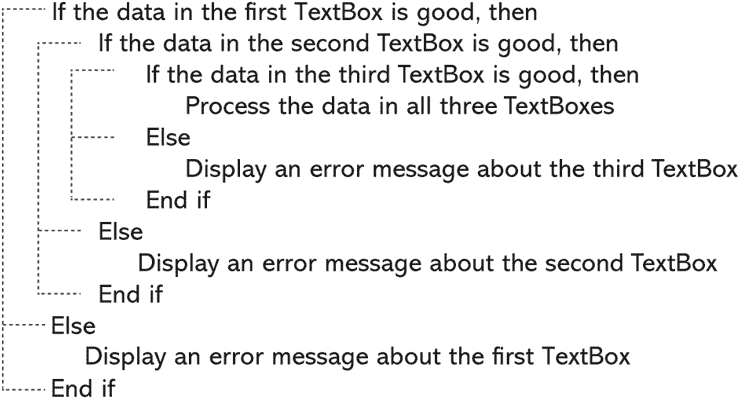 If the data in the first TextBox is good, then
If the data in the second TextBox is good, then
If the data in the third TextBox is good, then
Process the data in all three TextBoxes
Else
Display an error message about the third TextBox
End if
Else
Display an error message about the second TextBox
End if
Else
Display an error message about the first TextBox
End if